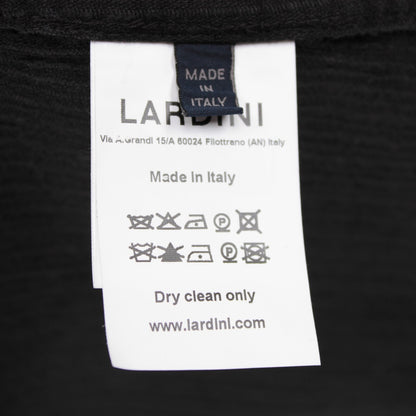 MADE
IN
ITALY
LARDINI
Via A.Grandi 15/A 60024 Filottrano (AN) Italy
Made in Italy
Dry clean only
www.lardini.com